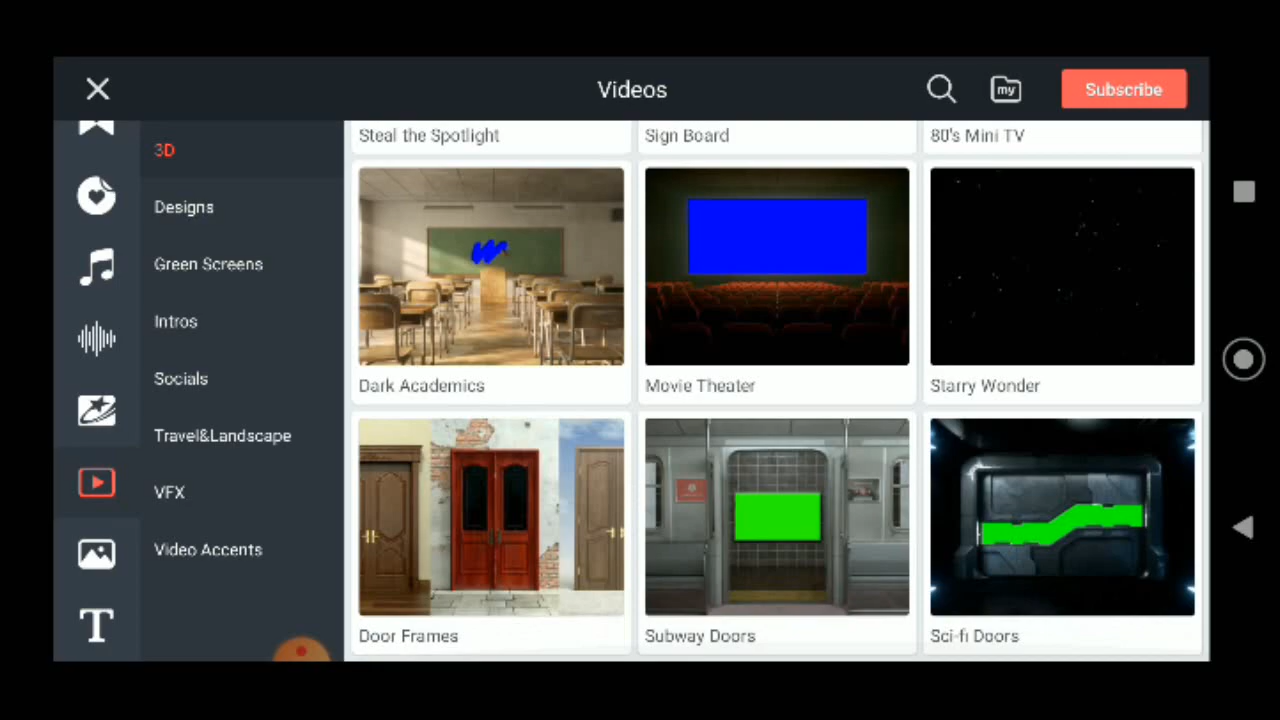 Videos
my
Subscribe
3D
Designs
Green Screens
Intros
Socials
Travel&Landscape
VFX
Video Accents
T
Steal the Spotlight
Sign Board
80's Mini TV
Dark Academics
Movie Theater
Starry Wonder
Door Frames
Subway Doors
Sci-fi Doors